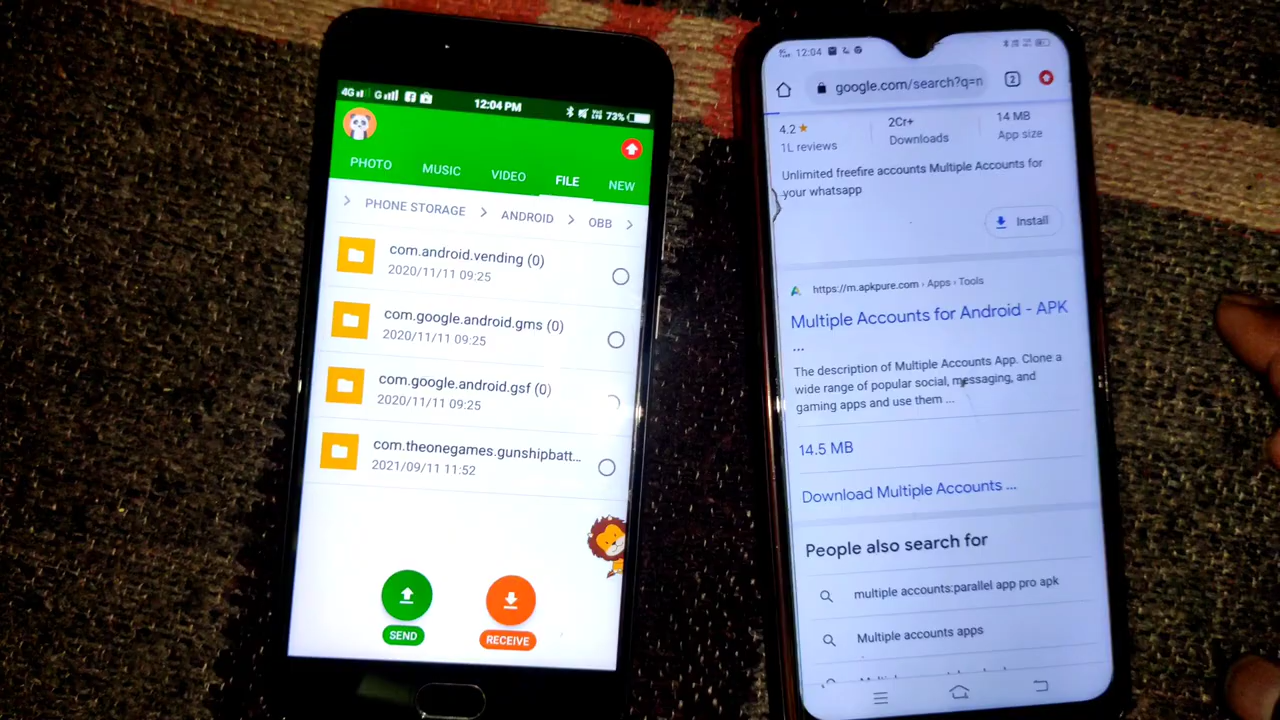 4G G 12:04 PM 73%
PHOTO MUSIC VIDEO FILE NEW
PHONE STORAGE ANDROID OBB
com.android.vending (0)
2020/11/11 09:25
com.google.android.gms (0)
2020/11/11 09:25
com.google.android.gsf (0)
2020/11/11 09:25
com.theonegames.gunshipbatt...
2021/09/11 11:52
SEND RECEIVE
12:04
google.com/search?q=n 2
4.2★ 2Cr+ 14 MB
1L reviews Downloads App size
Unlimited freefire accounts Multiple Accounts for
your whatsapp
Install
https://m.apkpure.com › Apps › Tools
Multiple Accounts for Android - APK
...
The description of Multiple Accounts App. Clone a
wide range of popular social, messaging, and
gaming apps and use them ...
14.5 MB
Download Multiple Accounts ...
People also search for
multiple accounts:parallel app pro apk
Multiple accounts apps